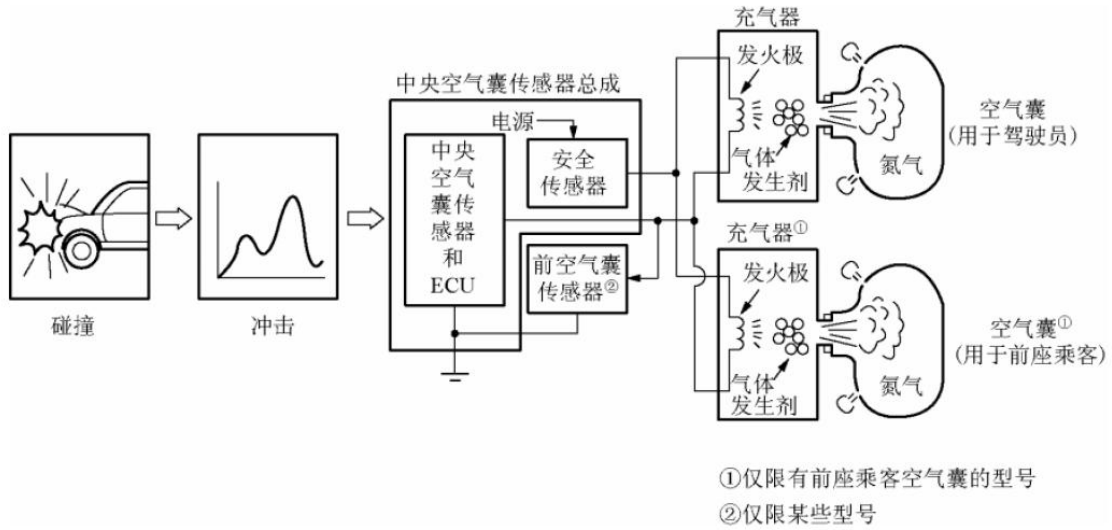 碰撞
冲击
中央空气囊传感器总成
电源
中央
空气
囊传
感器
和
ECU
安全
传感器
前空气囊
传感器②
充气器
发火极
气体
发生剂
氮气
空气囊
(用于驾驶员)
充气器①
发火极
气体
发生剂
氮气
空气囊①
(用于前座乘客)
①仅限有前座乘客空气囊的型号
②仅限某些型号